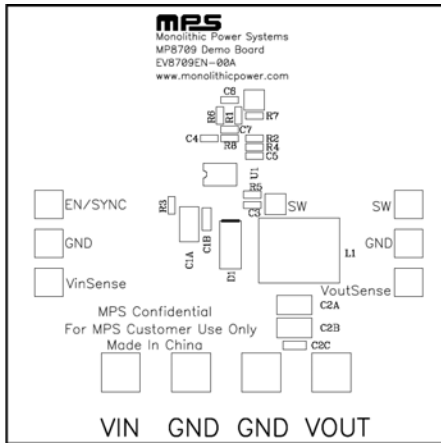 MPS
Monolithic Power Systems
MP8709 Demo Board
EV8709EN-00A
www.monolithicpower.com
C6
R6
R1
R7
C7
C4
R8
R2
R4
C5
U1
R5
C3
SW
R3
C1A
C1B
D1
L1
EN/SYNC
GND
VinSense
SW
GND
VoutSense
C2A
C2B
C2C
MPS Confidential
For MPS Customer Use Only
Made In China
VIN GND GND VOUT